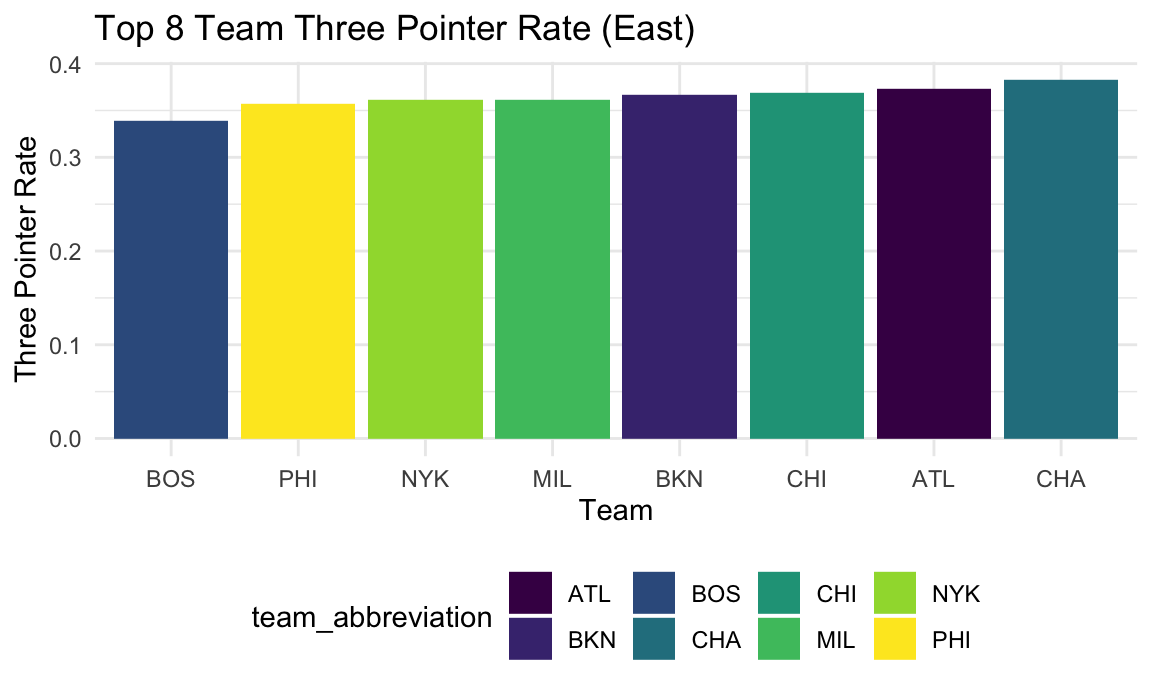 Top 8 Team Three Pointer Rate (East)
Three Pointer Rate
0.4
0.3
0.2
0.1
0.0
BOS PHI NYK MIL BKN CHI ATL CHA
Team
team_abbreviation
ATL BOS CHI NYK
BKN CHA MIL PHI